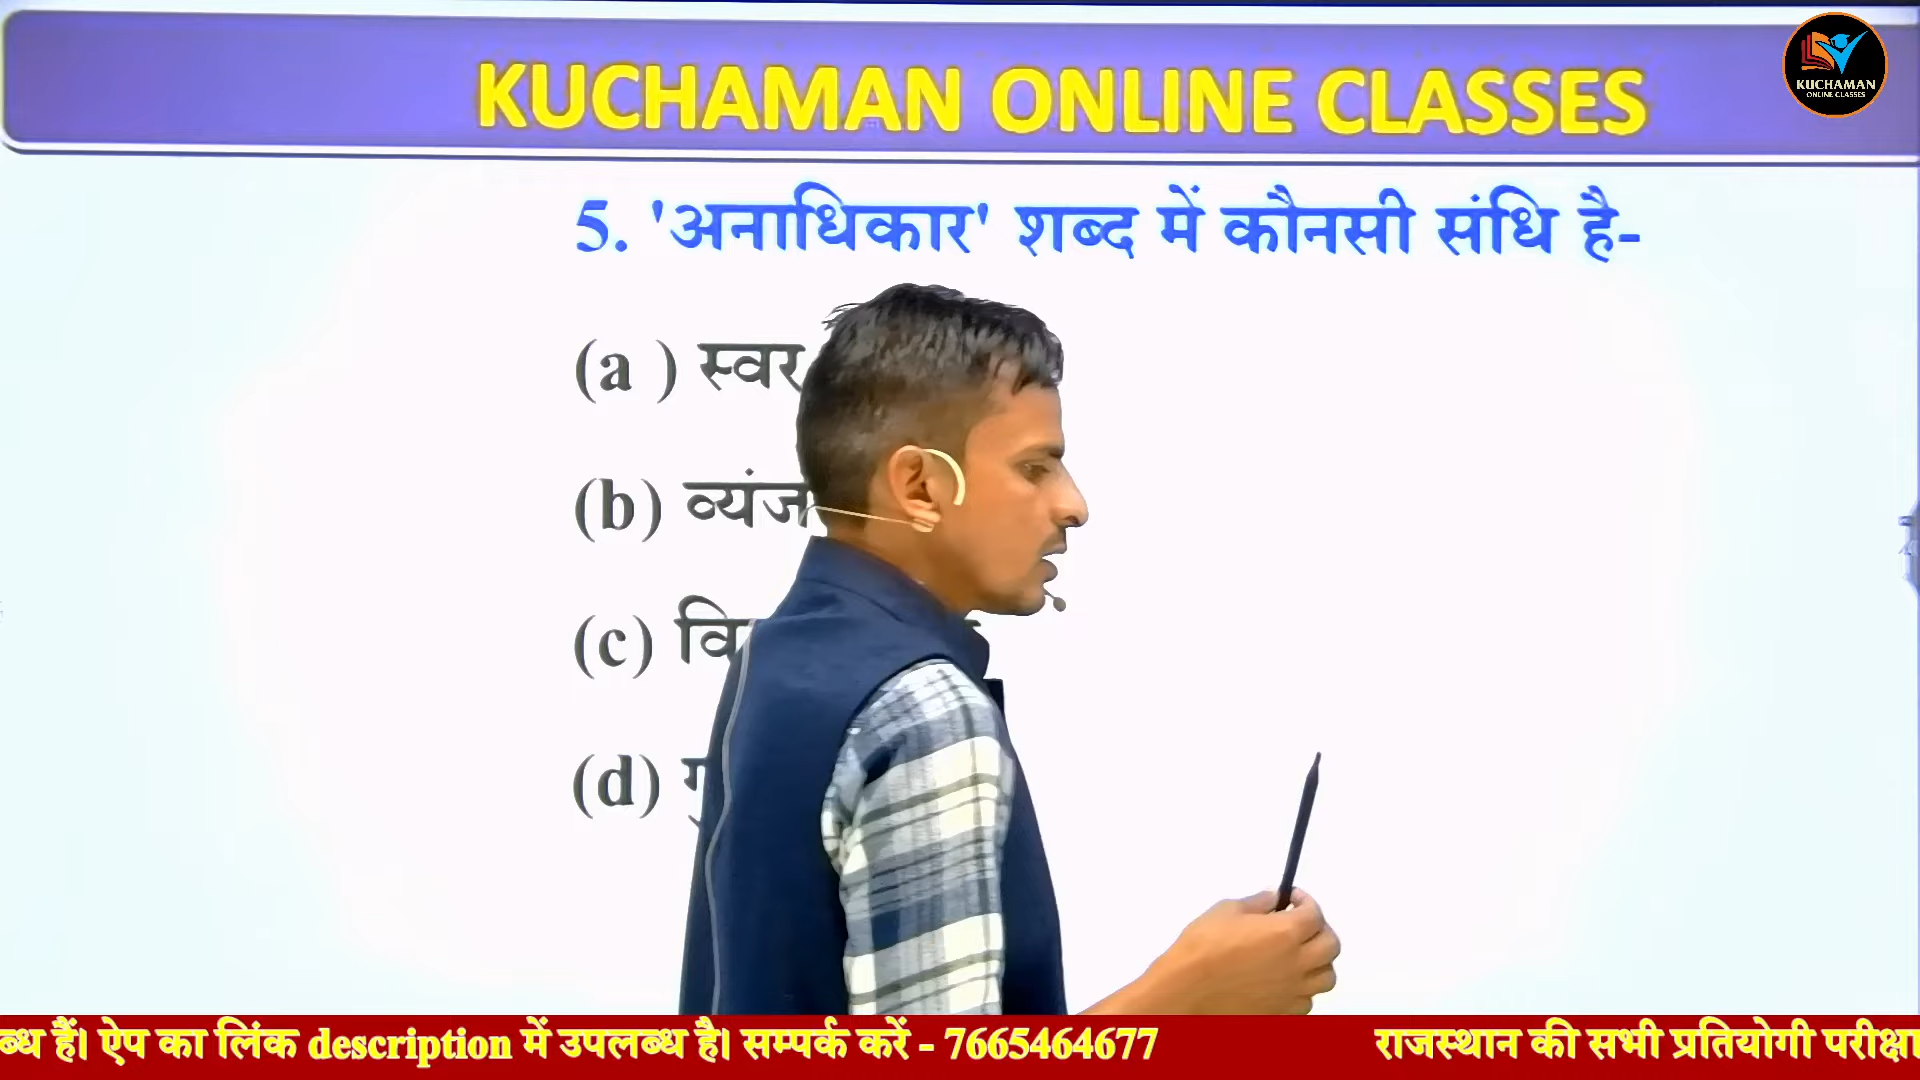 KUCHAMAN ONLINE CLASSES
KUCHAMAN
ONLINE CLASSES
5. 'अनाधिकार' शब्द में कौनसी संधि है-
(a ) स्वर
(b)
(c)
(d)
ऐप का लिंक description में उपलब्ध है। सम्पर्क करें - 7665464677
राजस्थान की सभी प्रतियोगी